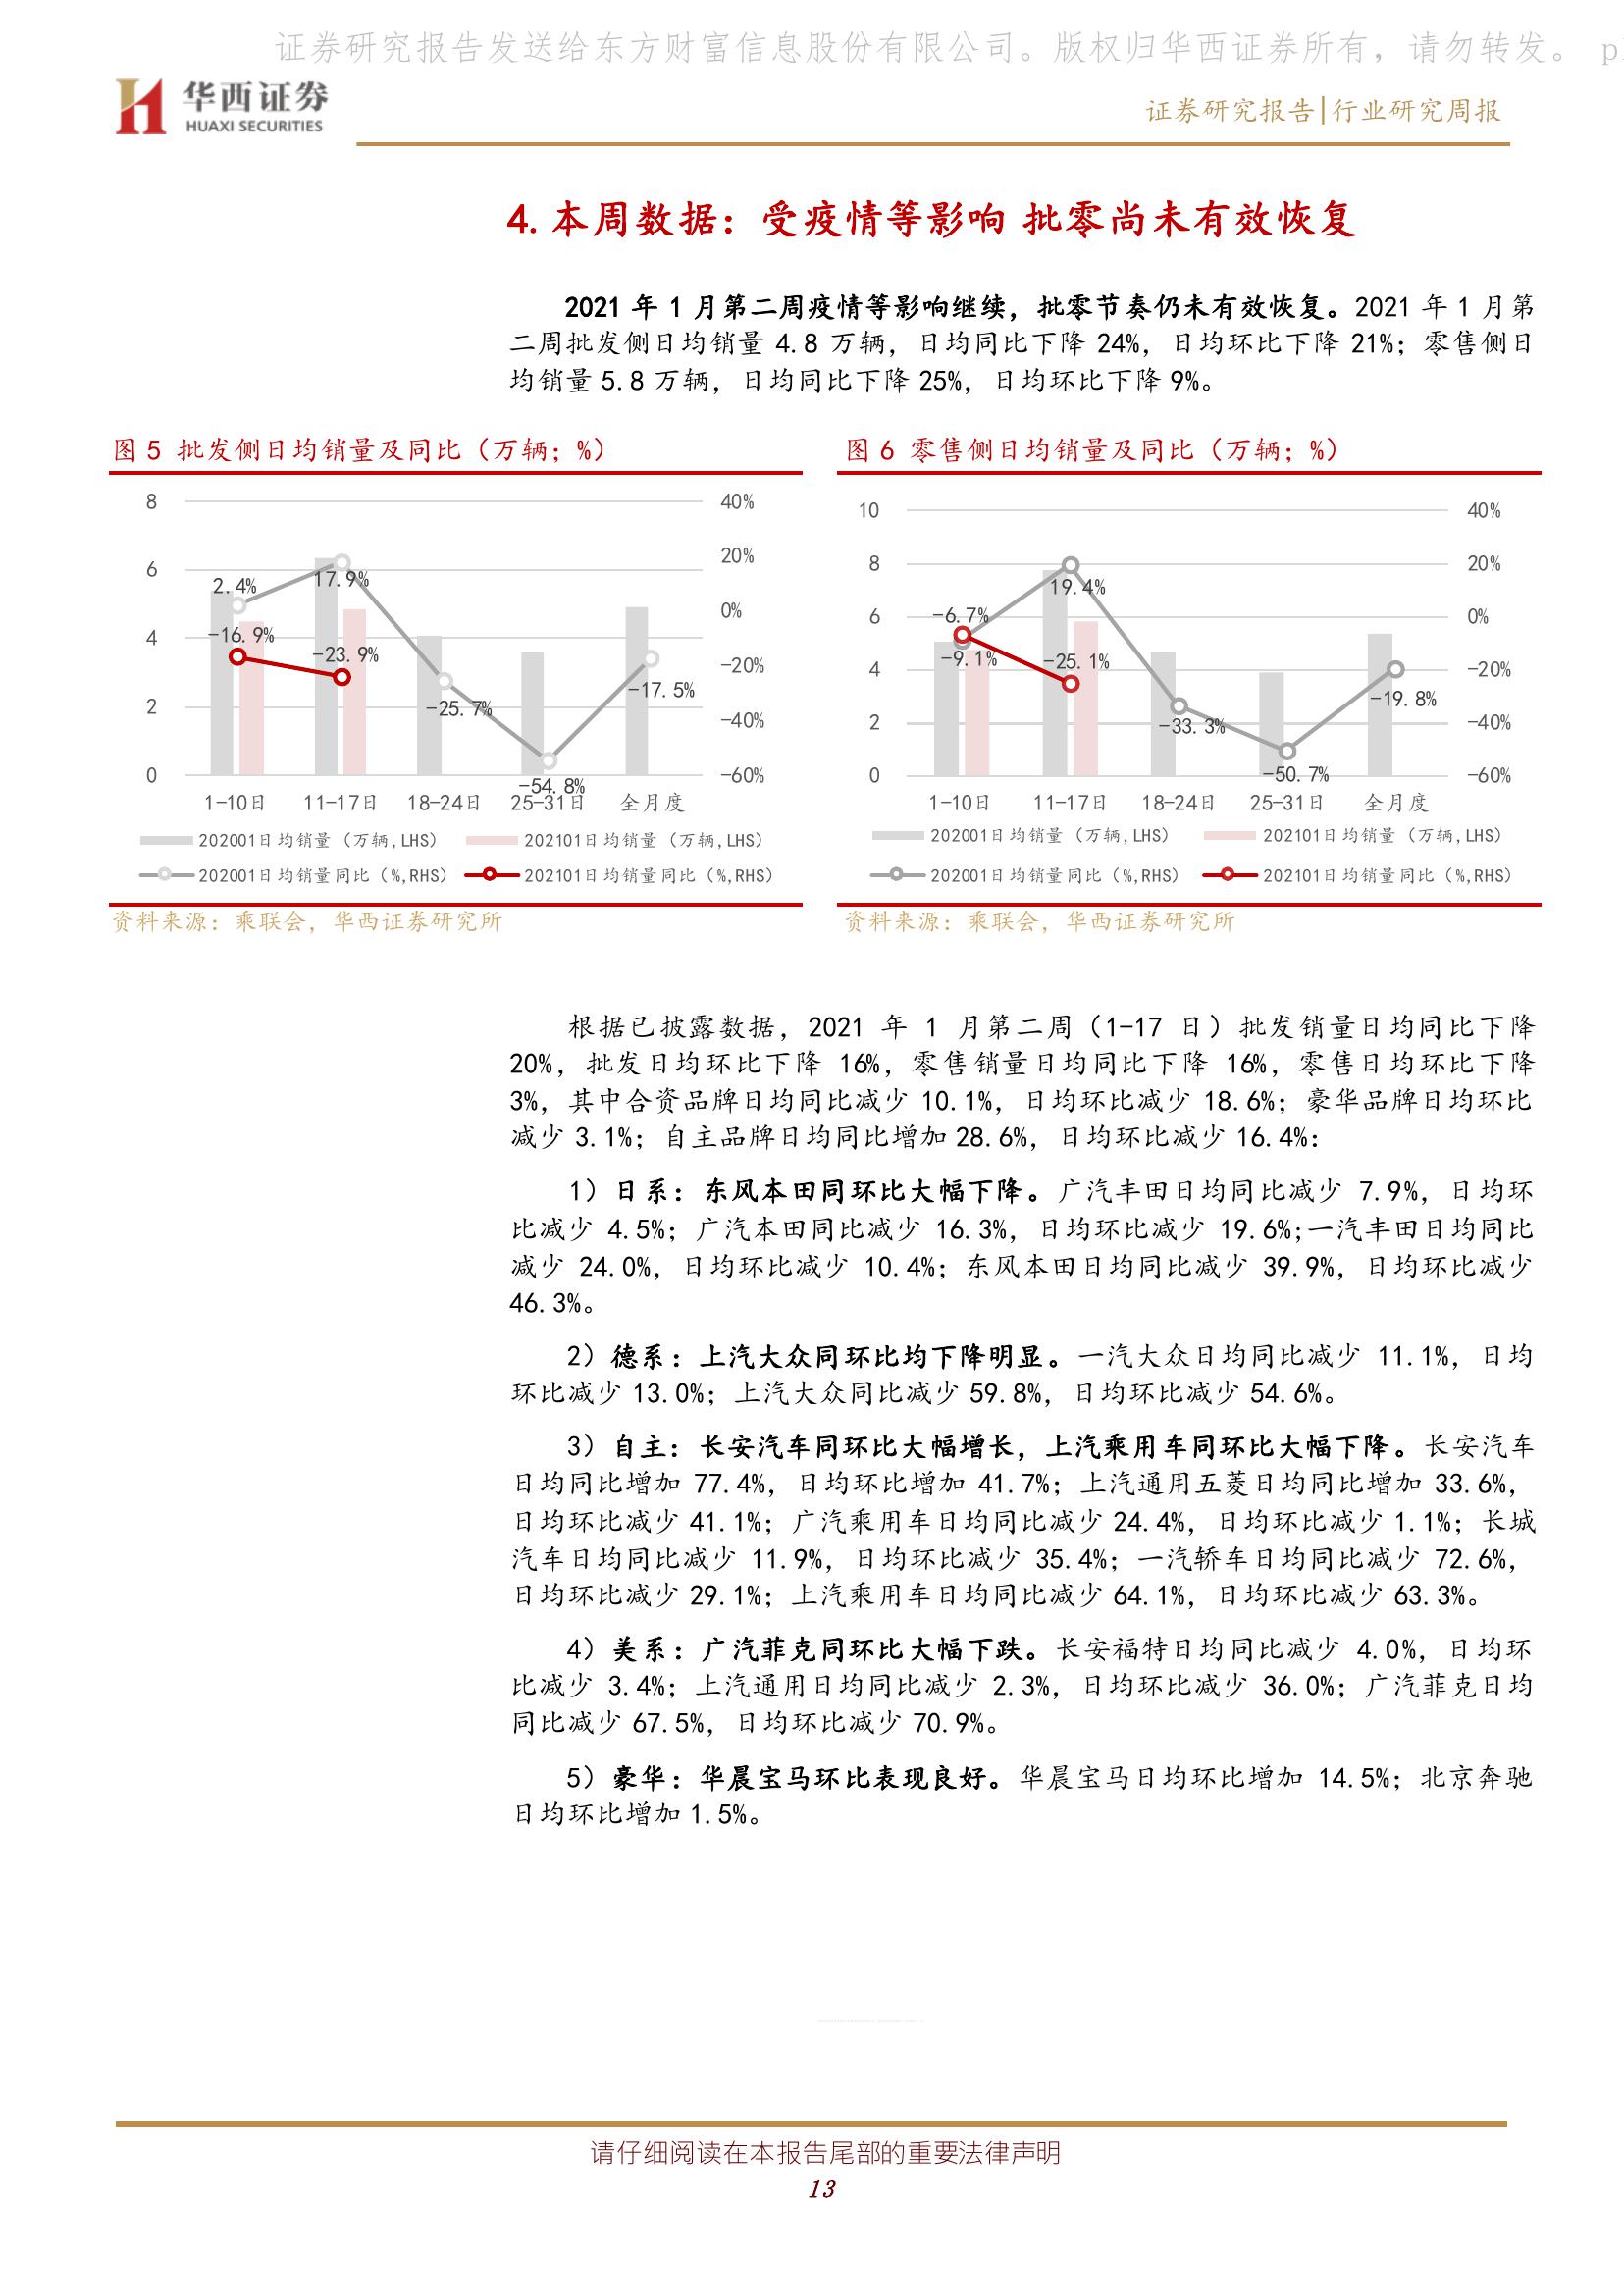 证券研究报告发送给东方财富信息股份有限公司。版权归华西证券所有，请勿转发。 p
华西证券
HUAXI SECURITIES
证券研究报告|行业研究周报
4. 本周数据：受疫情等影响 批零尚未有效恢复
2021 年 1 月第二周疫情等影响继续，批零节奏仍未有效恢复。2021 年 1 月第
二周批发侧日均销量 4.8 万辆，日均同比下降 24%，日均环比下降 21%；零售侧日
均销量 5.8 万辆，日均同比下降 25%，日均环比下降 9%。
图 5 批发侧日均销量及同比（万辆；%）
8
6
4
2
0
40%
20%
0%
-20%
-40%
-60%
2.4%
17.9%
-16.9%
-23.9%
-25.7%
-54.8%
-17.5%
1-10日 11-17日 18-24日 25-31日 全月度
202001日均销量（万辆,LHS） 202101日均销量（万辆,LHS）
202001日均销量同比（%,RHS） 202101日均销量同比（%,RHS）
资料来源：乘联会，华西证券研究所
图 6 零售侧日均销量及同比（万辆；%）
10
8
6
4
2
0
40%
20%
0%
-20%
-40%
-60%
-6.7%
19.4%
-9.1%
-25.1%
-33.3%
-50.7%
-19.8%
1-10日 11-17日 18-24日 25-31日 全月度
202001日均销量（万辆,LHS） 202101日均销量（万辆,LHS）
202001日均销量同比（%,RHS） 202101日均销量同比（%,RHS）
资料来源：乘联会，华西证券研究所
根据已披露数据，2021 年 1 月第二周（1-17 日）批发销量日均同比下降
20%，批发日均环比下降 16%，零售销量日均同比下降 16%，零售日均环比下降
3%，其中合资品牌日均同比减少 10.1%，日均环比减少 18.6%；豪华品牌日均环比
减少 3.1%；自主品牌日均同比增加 28.6%，日均环比减少 16.4%：
1）日系：东风本田同环比大幅下降。广汽丰田日均同比减少 7.9%，日均环
比减少 4.5%；广汽本田同比减少 16.3%，日均环比减少 19.6%;一汽丰田日均同比
减少 24.0%，日均环比减少 10.4%；东风本田日均同比减少 39.9%，日均环比减少
46.3%。
2）德系：上汽大众同环比均下降明显。一汽大众日均同比减少 11.1%，日均
环比减少 13.0%；上汽大众同比减少 59.8%，日均环比减少 54.6%。
3）自主：长安汽车同环比大幅增长，上汽乘用车同环比大幅下降。长安汽车
日均同比增加 77.4%，日均环比增加 41.7%；上汽通用五菱日均同比增加 33.6%，
日均环比减少 41.1%；广汽乘用车日均同比减少 24.4%，日均环比减少 1.1%；长城
汽车日均同比减少 11.9%，日均环比减少 35.4%；一汽轿车日均同比减少 72.6%，
日均环比减少 29.1%；上汽乘用车日均同比减少 64.1%，日均环比减少 63.3%。
4）美系：广汽菲克同环比大幅下跌。长安福特日均同比减少 4.0%，日均环
比减少 3.4%；上汽通用日均同比减少 2.3%，日均环比减少 36.0%；广汽菲克日均
同比减少 67.5%，日均环比减少 70.9%。
5）豪华：华晨宝马环比表现良好。华晨宝马日均环比增加 14.5%；北京奔驰
日均环比增加 1.5%。
请仔细阅读在本报告尾部的重要法律声明
13